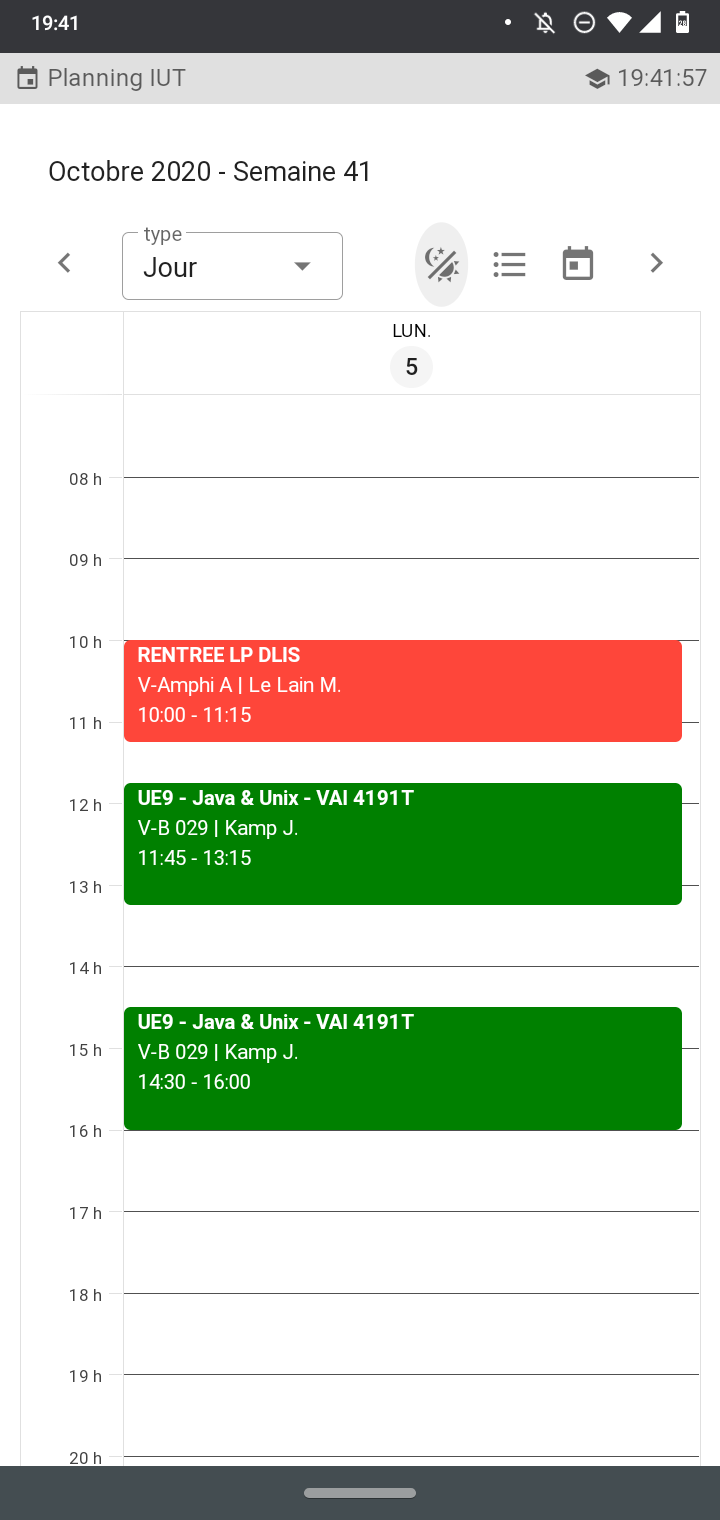 19:41
Planning IUT
19:41:57
Octobre 2020 - Semaine 41
type
Jour
LUN.
5
08 h
09 h
10 h
RENTREE LP DLIS
V-Amphi A | Le Lain M.
10:00 - 11:15
11 h
UE9 - Java & Unix - VAI 4191T
12 h
V-B 029 | Kamp J.
11:45 - 13:15
13 h
14 h
UE9 - Java & Unix - VAI 4191T
15 h
V-B 029 | Kamp J.
14:30 - 16:00
16 h
17 h
18 h
19 h
20 h